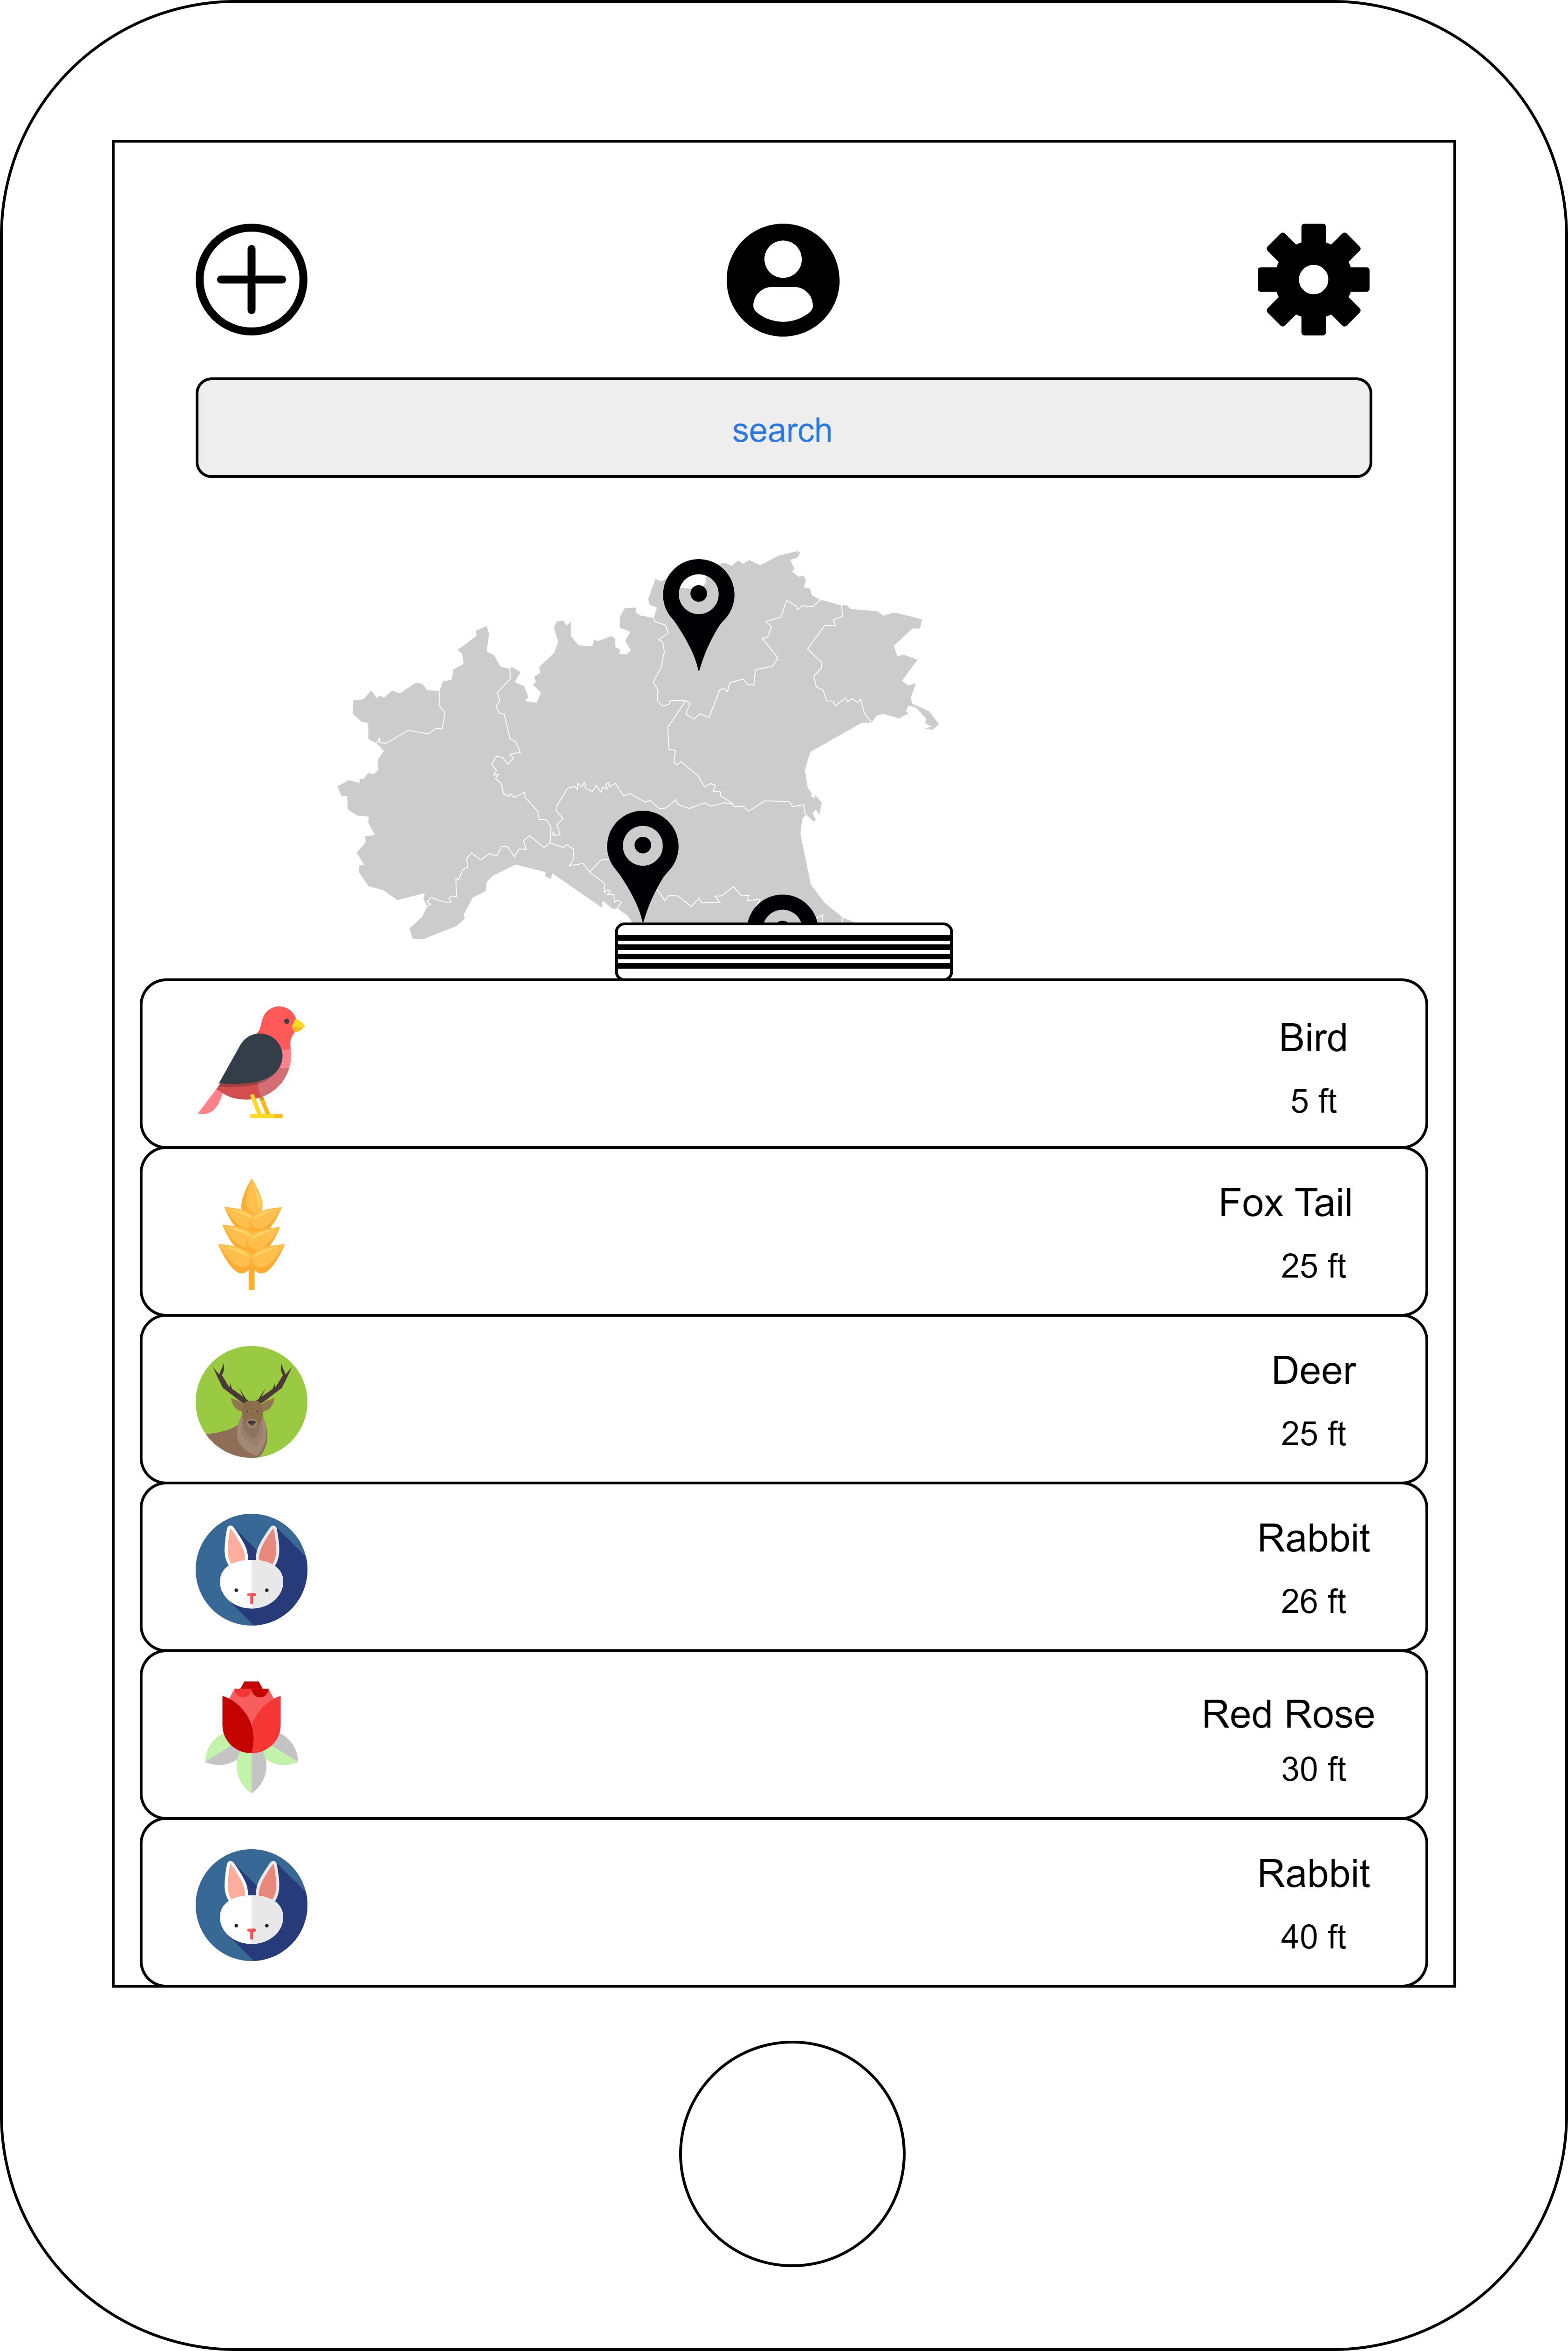 search
Bird
5 ft
Fox Tail
25 ft
Deer
25 ft
Rabbit
26 ft
Red Rose
30 ft
Rabbit
40 ft